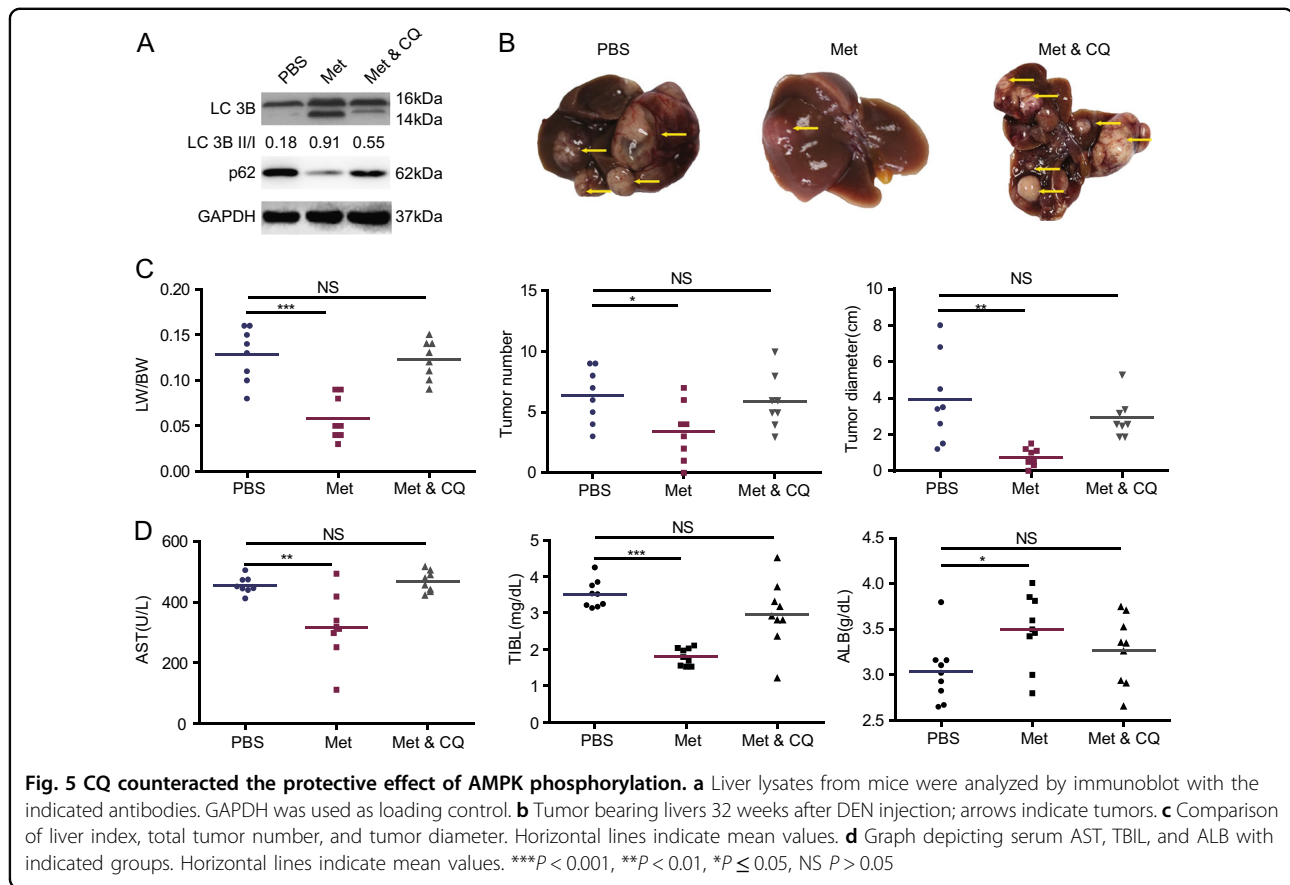 A
PBS Met Met & CQ
LC 3B 16kDa
14kDa
LC 3B II/I 0.18 0.91 0.55
p62 62kDa
GAPDH 37kDa
B
PBS Met Met & CQ
C
LW/BW
0.20
0.15
0.10
0.05
0.00
NS
***
PBS Met Met & CQ
Tumor number
15
10
5
0
NS
*
PBS Met Met & CQ
Tumor diameter(cm)
10
8
6
4
2
0
NS
**
PBS Met Met & CQ
D
AST(U/L)
600
400
200
0
NS
**
PBS Met Met & CQ
TIBL(mg/dL)
5
4
3
2
1
0
NS
***
PBS Met Met & CQ
ALB(g/dL)
4.5
4.0
3.5
3.0
2.5
NS
*
PBS Met Met & CQ
Fig. 5 CQ counteracted the protective effect of AMPK phosphorylation. a Liver lysates from mice were analyzed by immunoblot with the
indicated antibodies. GAPDH was used as loading control. b Tumor bearing livers 32 weeks after DEN injection; arrows indicate tumors. c Comparison
of liver index, total tumor number, and tumor diameter. Horizontal lines indicate mean values. d Graph depicting serum AST, TBIL, and ALB with
indicated groups. Horizontal lines indicate mean values. ***P < 0.001, **P < 0.01, *P ≤ 0.05, NS P > 0.05